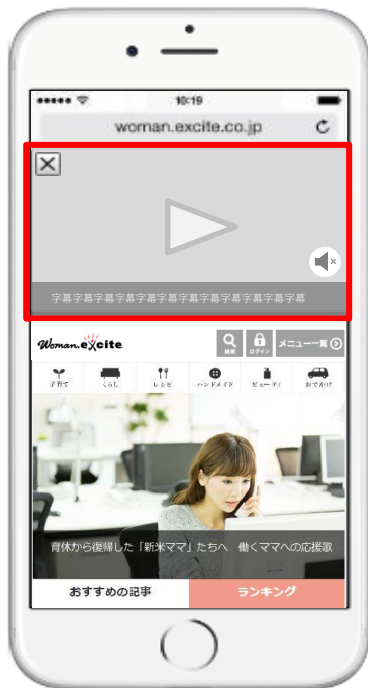 10:19
woman.excite.co.jp
字幕字幕字幕字幕字幕字幕字幕字幕字幕字幕字幕字幕
Woman.excite
検索
ログイン
メニュー一覧
子育て
くらし
レシピ
ハンドメイド
ビューティ
おでかけ
育休から復帰した「新米ママ」たちへ 働くママへの応援歌
おすすめの記事
ランキング